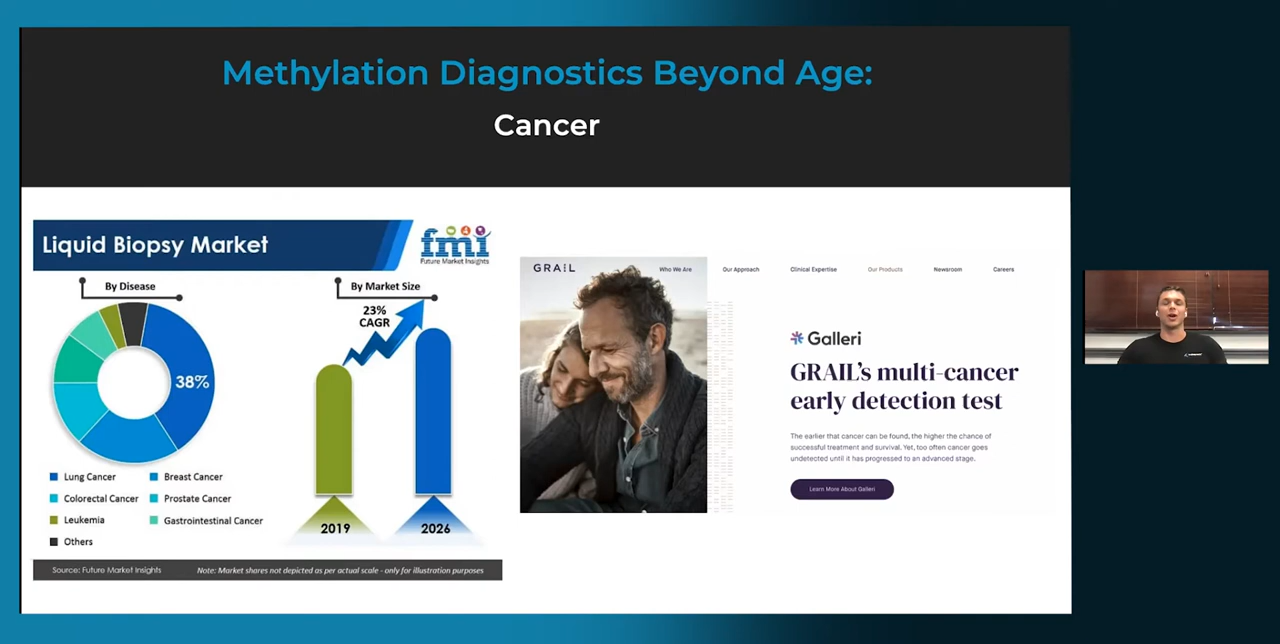 Methylation Diagnostics Beyond Age:
Cancer
Liquid Biopsy Market
fmi
Future Market Insights
By Disease
38%
By Market Size
23%
CAGR
Lung Cancer
Breast Cancer
Colorectal Cancer
Prostate Cancer
Leukemia
Gastrointestinal Cancer
Others
2019
2026
Source: Future Market Insights
Note: Market shares not depicted as per actual scale - only for illustration purposes
GRAIL
Who We Are
Our Approach
Clinical Expertise
Our Products
Newsroom
Careers
Galleri
GRAIL's multi-cancer
early detection test
The earlier that cancer can be found, the higher the chance of
successful treatment and survival. Yet, too often cancer goes
undetected until it has progressed to an advanced stage.
Learn More About Galleri